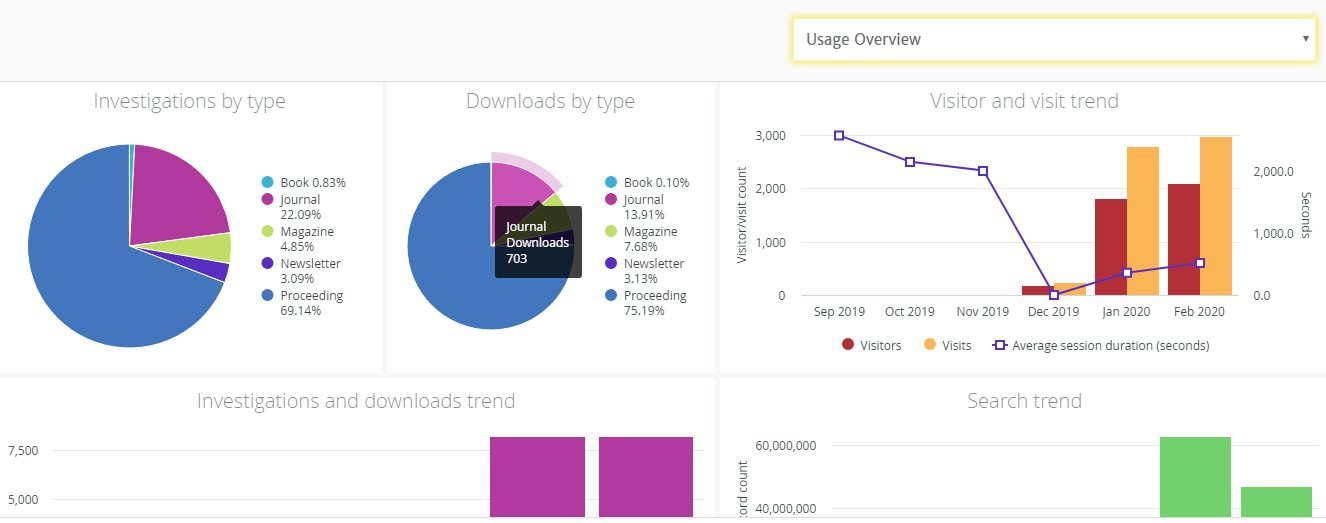 Usage Overview
Investigations by type
Book 0.83%
Journal
22.09%
Magazine
4.85%
Newsletter
3.09%
Proceeding
69.14%
Downloads by type
Journal
Downloads
703
Book 0.10%
Journal
13.91%
Magazine
7.68%
Newsletter
3.13%
Proceeding
75.19%
Visitor and visit trend
Visitor/visit count
3,000
2,000
1,000
0
2,000.0
1,000.0
0.0
Seconds
Sep 2019 Oct 2019 Nov 2019 Dec 2019 Jan 2020 Feb 2020
Visitors Visits Average session duration (seconds)
Investigations and downloads trend
7,500
5,000
Search trend
60,000,000
40,000,000
count